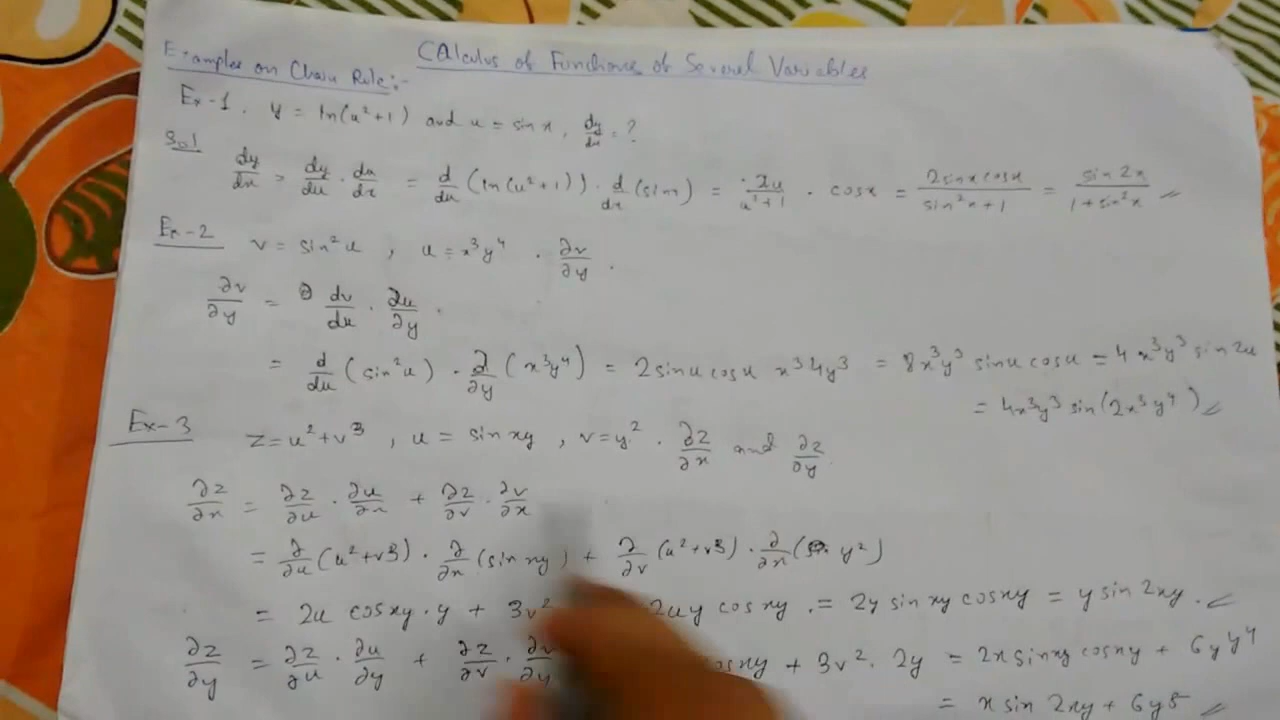 Calculus of Functions of Several Variables
Examples on Chain Rule:-
Ex-1. y = ln(u²+1) and u = sin x, dy/du = ?
Sol
dy/dx = dy/du · du/dx = d/du (ln(u²+1)) · d/dx (sin x) = 2u/(u²+1) · cos x = 2sin x cos x/(sin²x+1) = sin 2x/(1+sin²x)
Ex-2 v = sin²u , u = x³y⁴ . ∂v/∂y .
∂v/∂y = dv/du · ∂u/∂y .
= d/du (sin²u) · ∂/∂y (x³y⁴) = 2 sin u cos u x³4y³ = 8x³y³ sin u cos u = 4x³y³ sin 2u
= 4x³y³ sin(2x³y⁴)
Ex-3 z = u²+v³ , u = sin xy , v = y² . ∂z/∂x and ∂z/∂y .
∂z/∂x = ∂z/∂u · ∂u/∂x + ∂z/∂v · ∂v/∂x
= ∂/∂u (u²+v³) · ∂/∂x (sin xy) + ∂/∂v (u²+v³) · ∂/∂x (y²)
= 2u cos xy · y + 3v² 2uy cos xy . = 2y sin xy cos xy = y sin 2xy .
∂z/∂y = ∂z/∂u · ∂u/∂y + ∂z/∂v · ∂v/∂y cos xy + 3v² · 2y = 2x sin xy cos xy + 6y y⁴
= x sin 2xy + 6y⁵